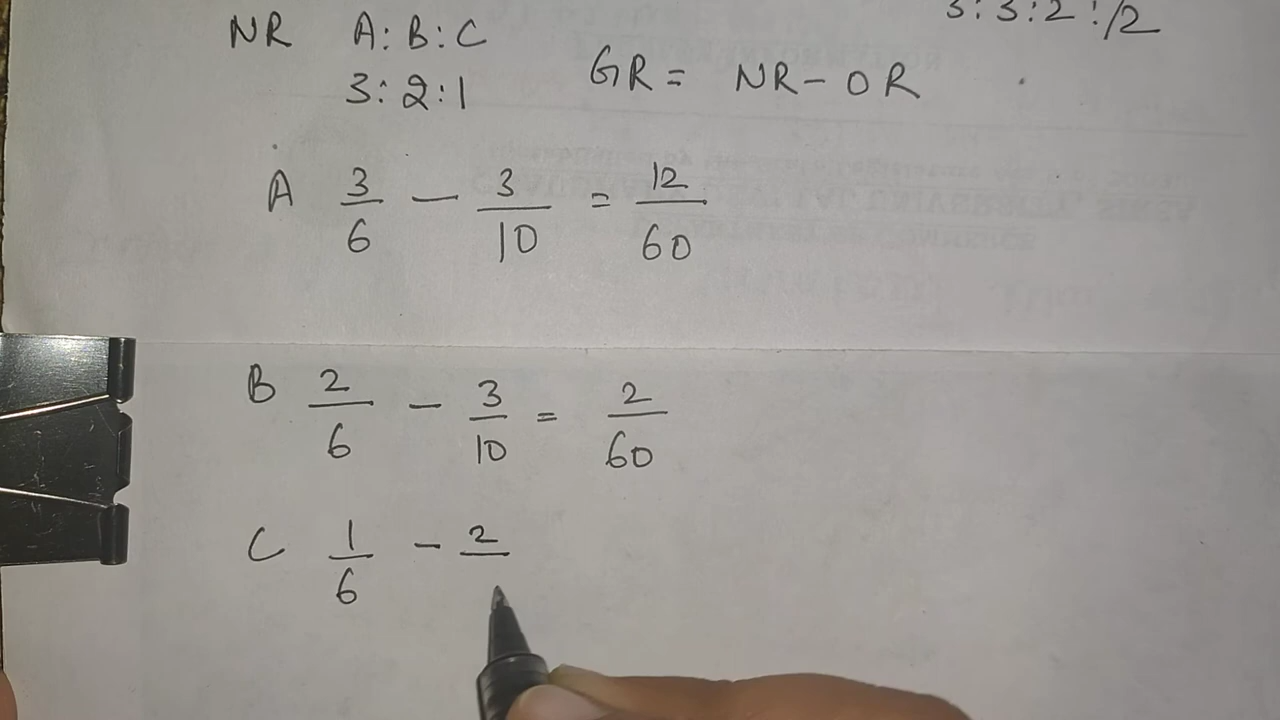 3:3:2:/2
NR A:B:C
3:2:1
GR = NR - OR
A 3/6 - 3/10 = 12/60
B 2/6 - 3/10 = 2/60
C 1/6 - 2